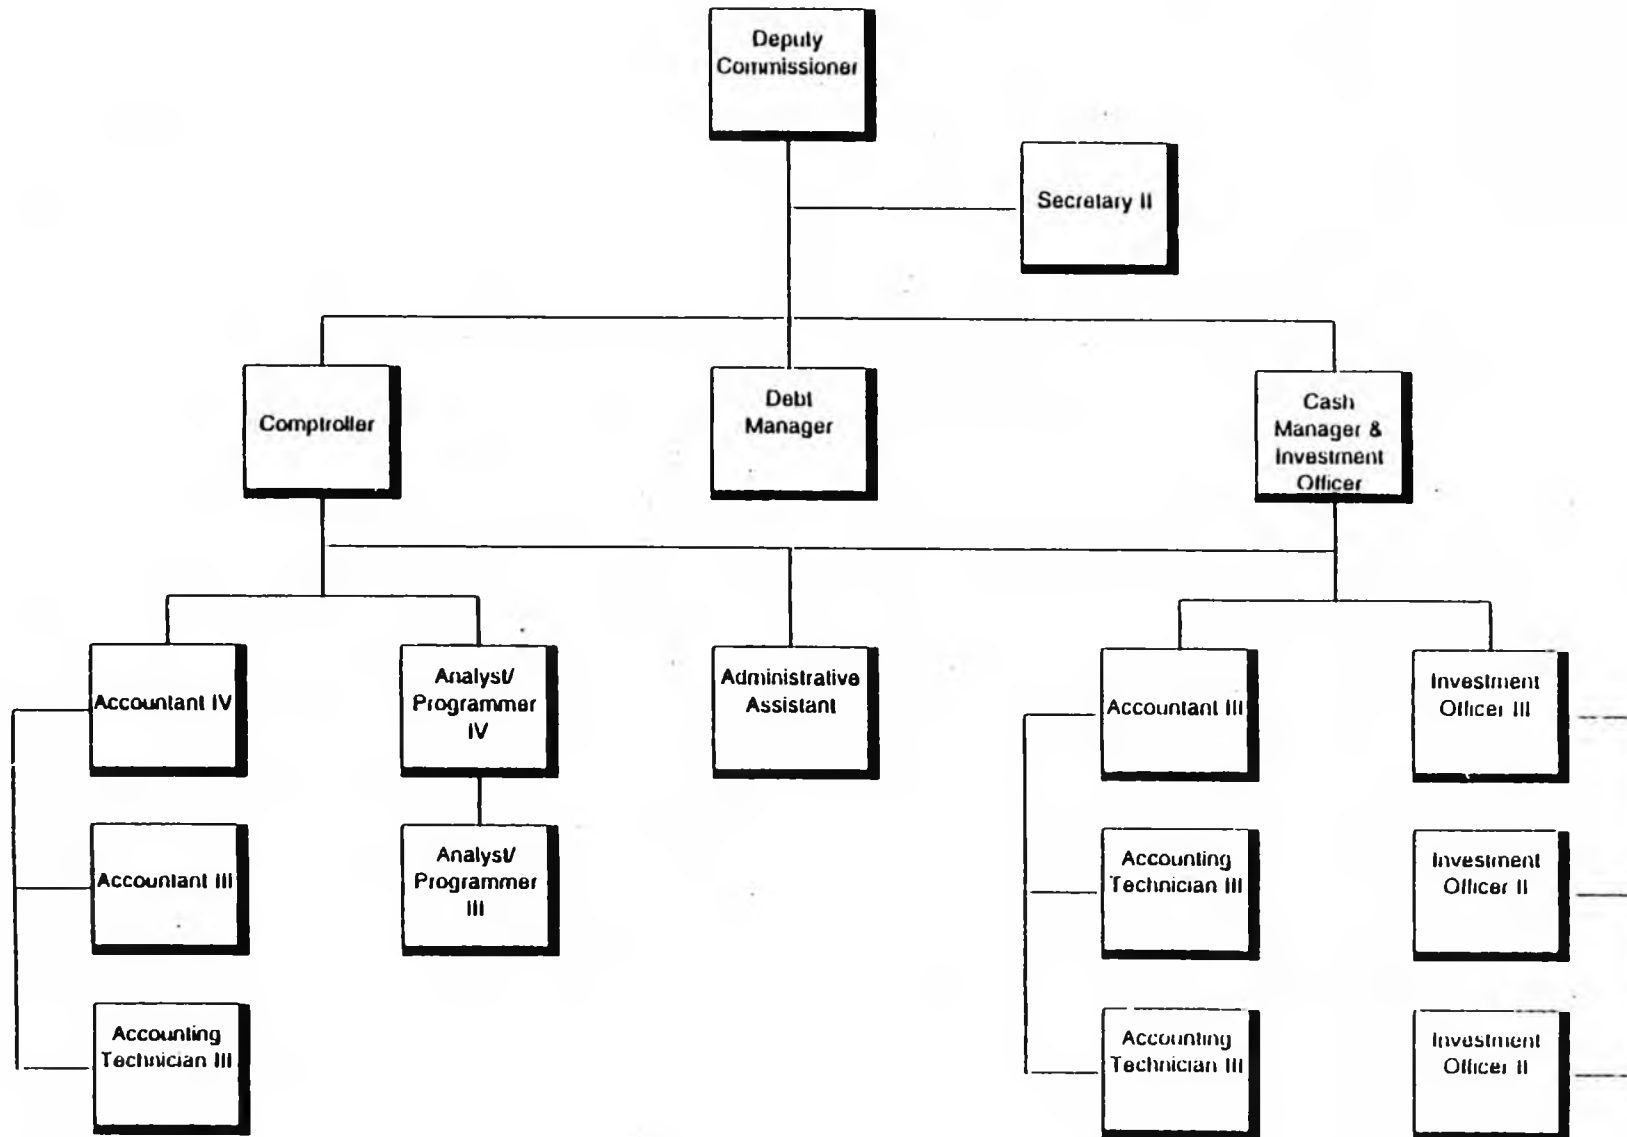 Deputy
Commissioner
Secretary II
Comptroller
Debt
Manager
Cash
Manager &
Investment
Officer
Accountant IV
Analyst/
Programmer
IV
Administrative
Assistant
Accountant III
Investment
Officer III
Accountant III
Analyst/
Programmer
III
Accounting
Technician III
Investment
Officer II
Accounting
Technician III
Accounting
Technician III
Investment
Officer II